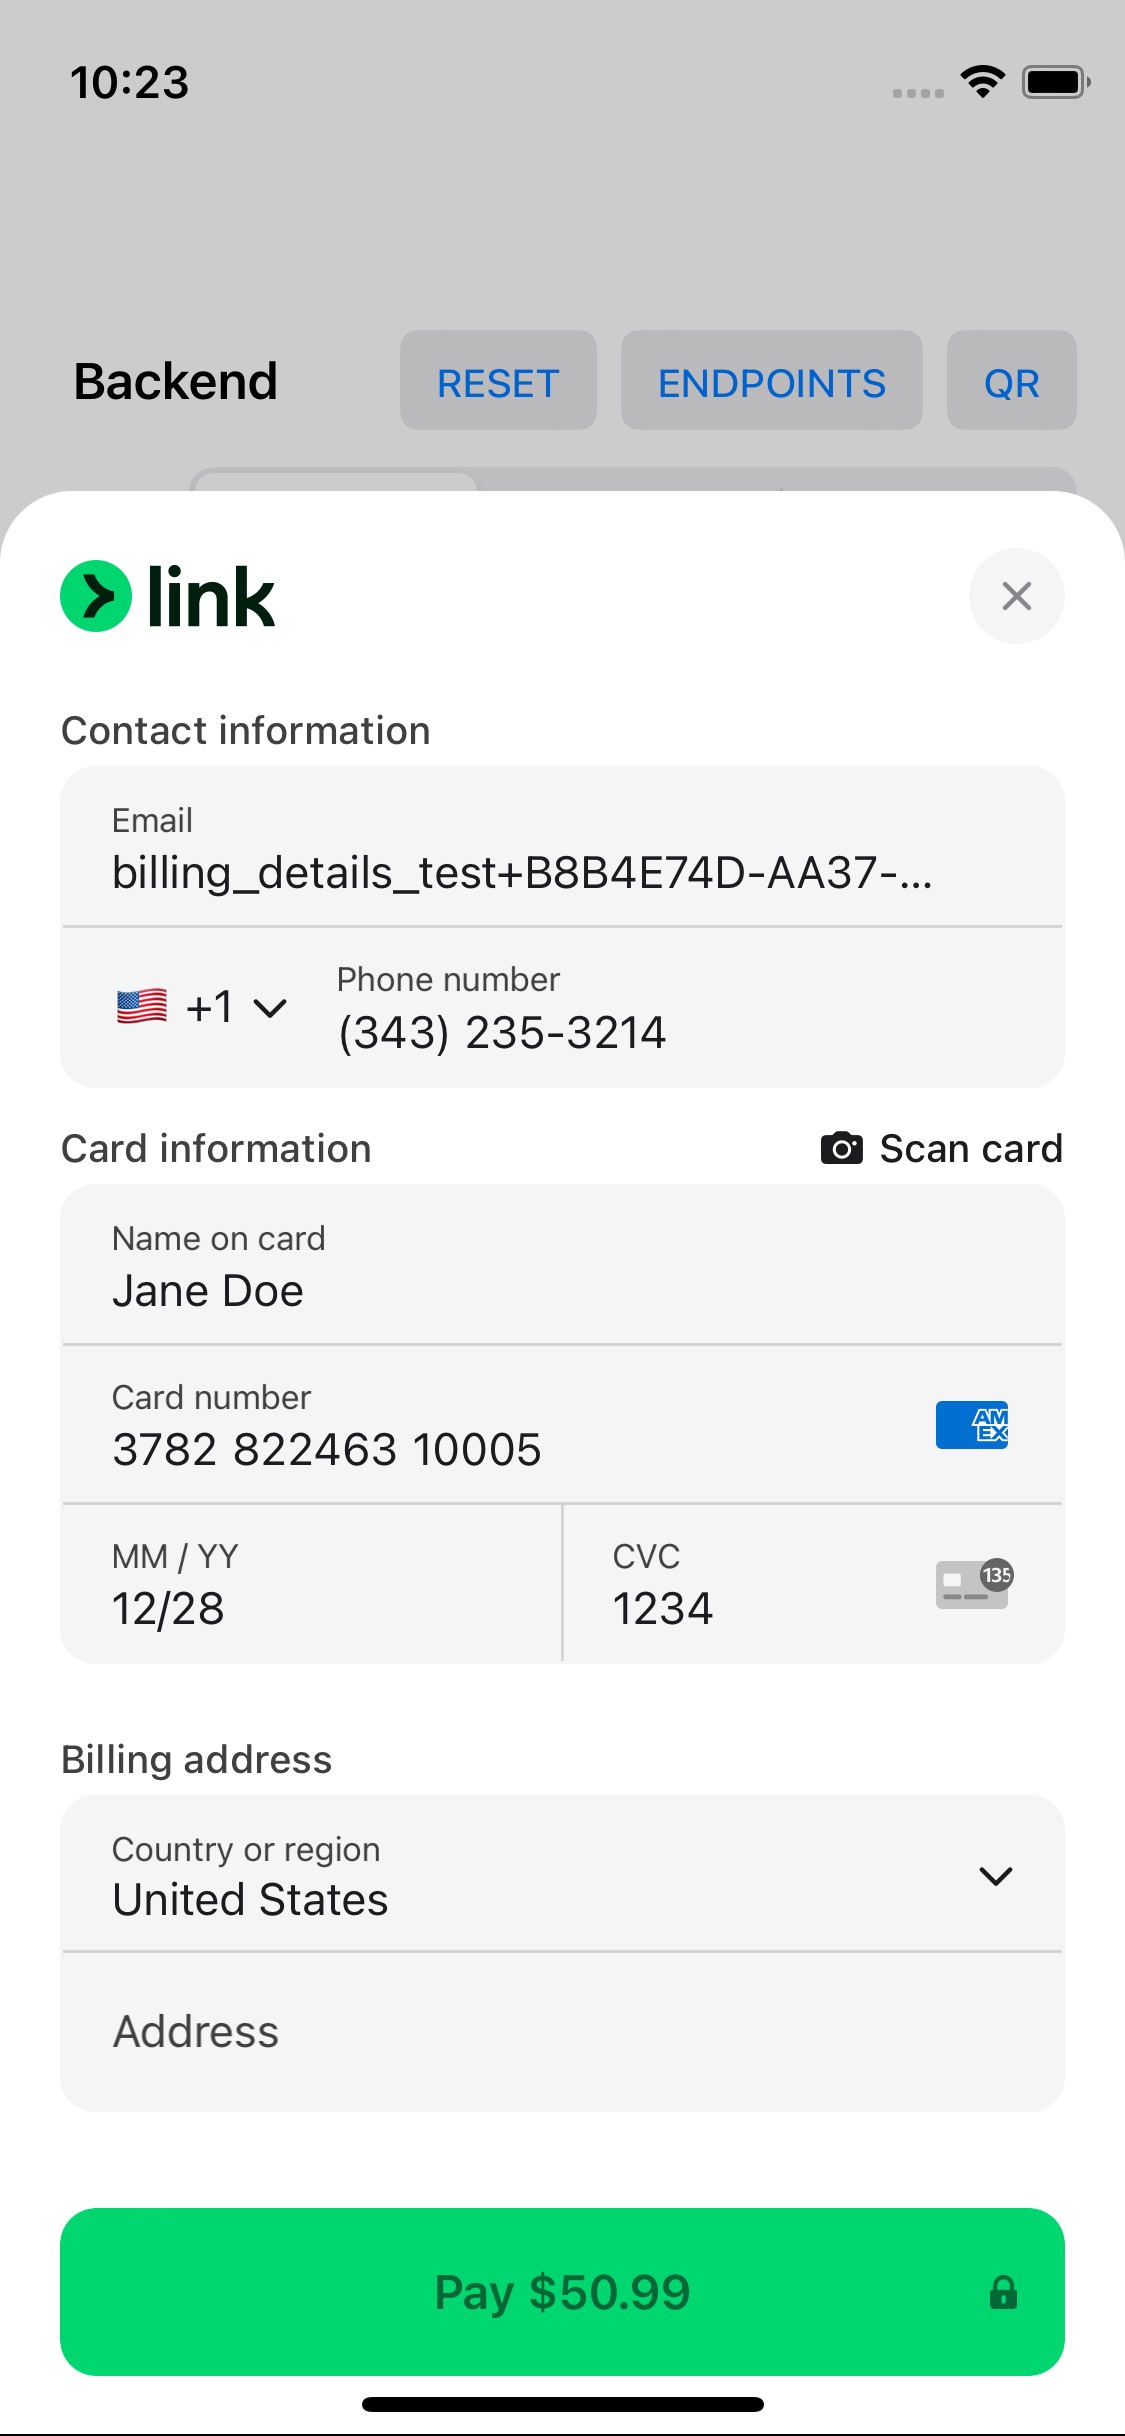 10:23
Backend
RESET
ENDPOINTS
QR
link
Contact information
Email
billing_details_test+B8B4E74D-AA37-...
+1
Phone number
(343) 235-3214
Card information
Scan card
Name on card
Jane Doe
Card number
3782 822463 10005
AM
EX
MM / YY
12/28
CVC
1234
135
Billing address
Country or region
United States
Address
Pay $50.99